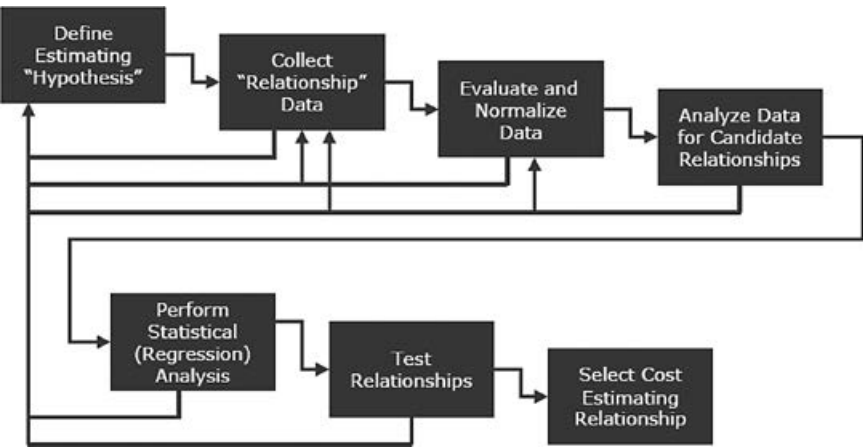 Define
Estimating
“Hypothesis”
Collect
“Relationship”
Data
Evaluate and
Normalize
Data
Analyze Data
for Candidate
Relationships
Perform
Statistical
(Regression)
Analysis
Test
Relationships
Select Cost
Estimating
Relationship